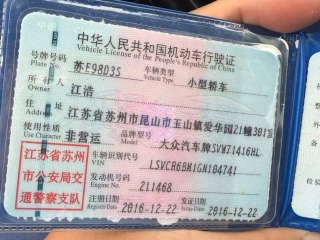 中华人民共和国机动车行驶证
Vehicle License of the People's Republic of China
号牌号码 苏E98D3S 车辆类型 小型轿车
Plate No. Vehicle Type
所有人 江浩
Owner
住址 江苏省苏州市昆山市玉山镇爱华园21幢301室
Address
使用性质 非营运 品牌型号 大众汽车牌SVW71416HL
Use Character Model
江苏省苏州
市公安局交
通警察支队
车辆识别代号 LSVCR6BK1GN184741
VIN
发动机号码 211468
Engine No.
注册日期 2016-12-22 发证日期 2016-12-22
Register Date Issue Date